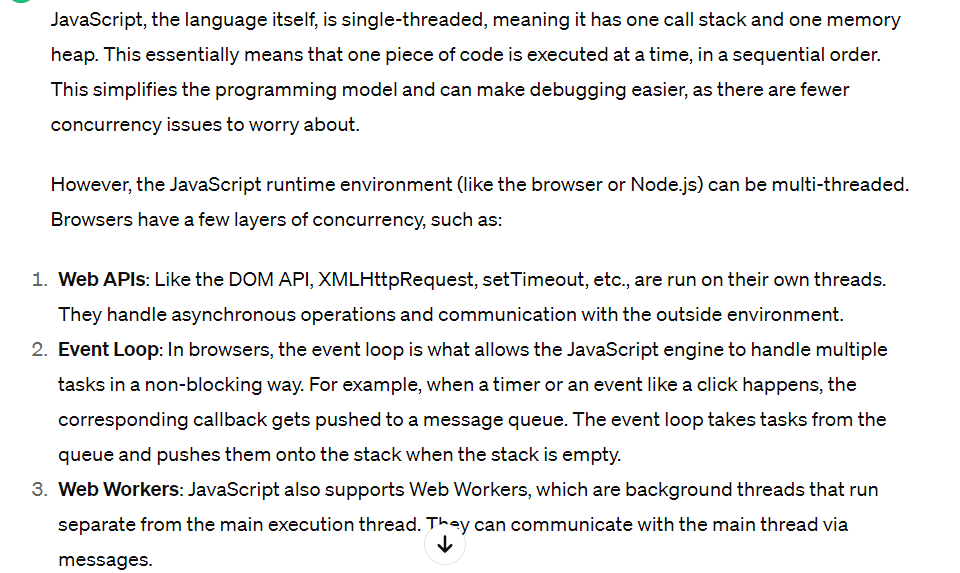 JavaScript, the language itself, is single-threaded, meaning it has one call stack and one memory
heap. This essentially means that one piece of code is executed at a time, in a sequential order.
This simplifies the programming model and can make debugging easier, as there are fewer
concurrency issues to worry about.
However, the JavaScript runtime environment (like the browser or Node.js) can be multi-threaded.
Browsers have a few layers of concurrency, such as:
1. Web APIs: Like the DOM API, XMLHttpRequest, setTimeout, etc., are run on their own threads.
They handle asynchronous operations and communication with the outside environment.
2. Event Loop: In browsers, the event loop is what allows the JavaScript engine to handle multiple
tasks in a non-blocking way. For example, when a timer or an event like a click happens, the
corresponding callback gets pushed to a message queue. The event loop takes tasks from the
queue and pushes them onto the stack when the stack is empty.
3. Web Workers: JavaScript also supports Web Workers, which are background threads that run
separate from the main execution thread. They can communicate with the main thread via
messages.